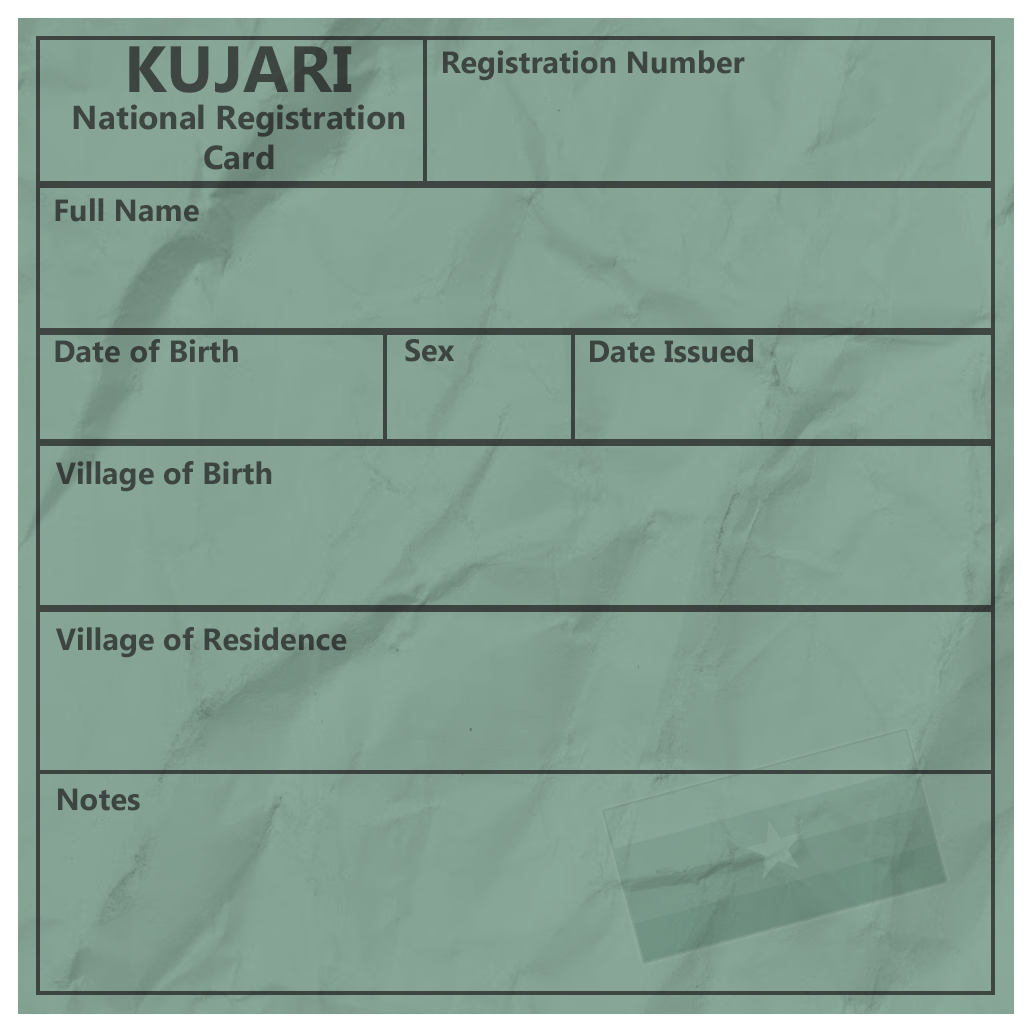 KUJARI
National Registration
Card
Registration Number
Full Name
Date of Birth
Sex
Date Issued
Village of Birth
Village of Residence
Notes